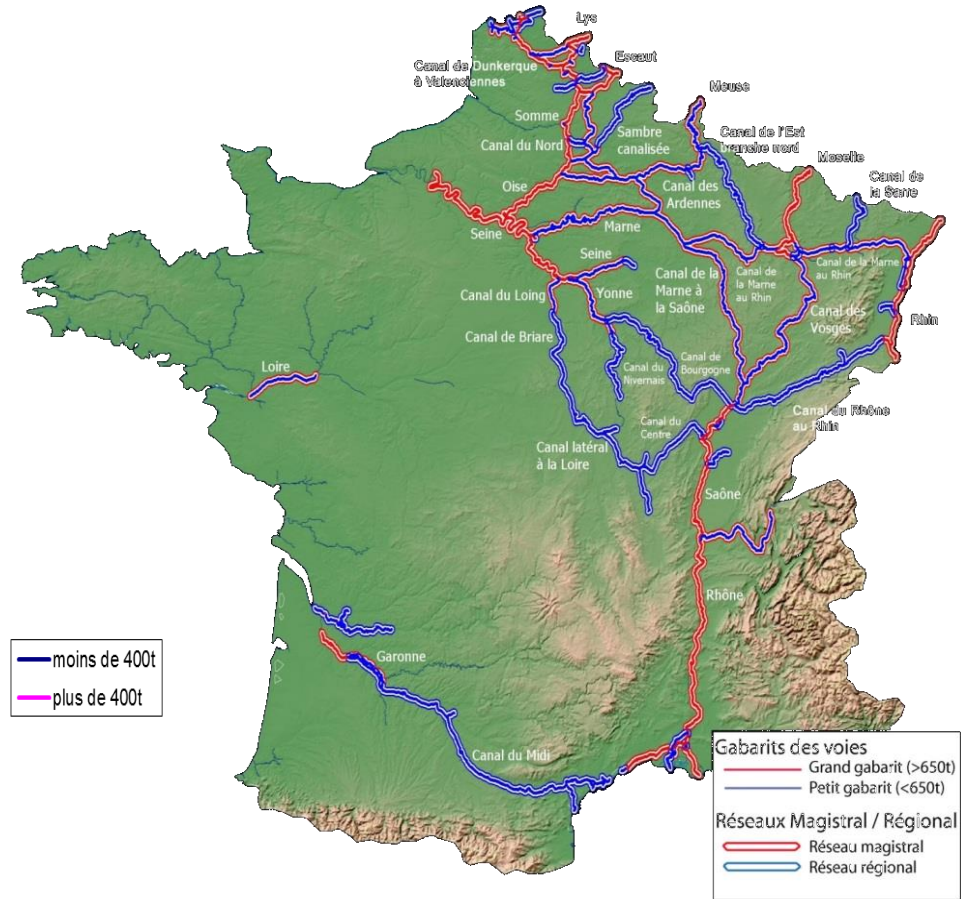 Lys
Escaut
Canal de Dunkerque
à Valenciennes
Meuse
Somme
Sambre
canalisée
Canal de l'Est
branche nord
Canal du Nord
Moselle
Canal de
la Sarre
Oise
Canal des
Ardennes
Seine
Marne
Seine
Canal de la
Marne à
la Saône
Canal de
la Marne
au Rhin
Canal de la Marne
au Rhin
Canal du Loing
Yonne
Canal des
Vosges
Rhin
Canal de Briare
Canal de
Bourgogne
Canal du
Nivernais
Loire
Canal du Rhône
au Rhin
Canal du
Centre
Canal latéral
à la Loire
Saône
Rhône
Garonne
Canal du Midi
moins de 400t
plus de 400t
Gabarits des voies
Grand gabarit (>650t)
Petit gabarit (<650t)
Réseaux Magistral / Régional
Réseau magistral
Réseau régional